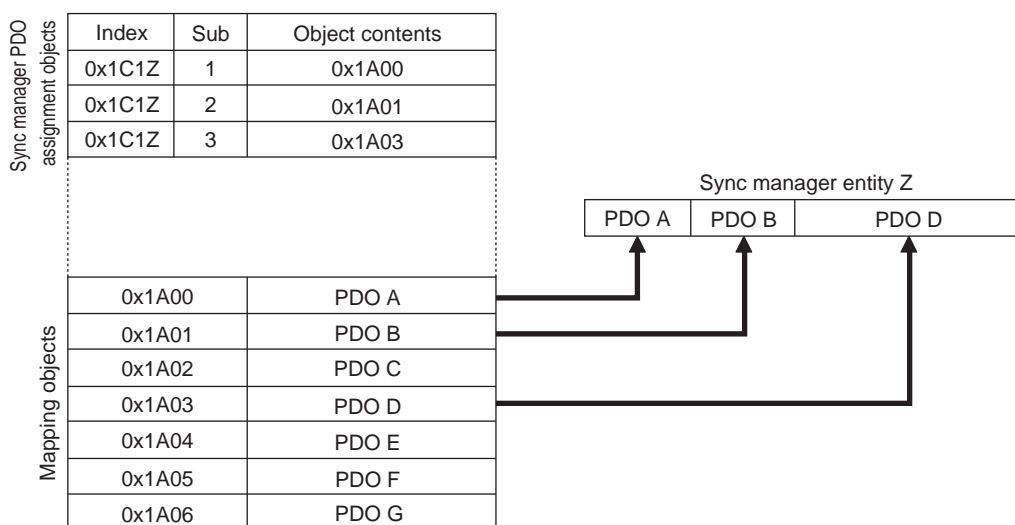 Sync manager PDO
assignment objects
Index Sub Object contents
0x1C1Z 1 0x1A00
0x1C1Z 2 0x1A01
0x1C1Z 3 0x1A03
Sync manager entity Z
PDO A PDO B PDO D
Mapping objects
0x1A00 PDO A
0x1A01 PDO B
0x1A02 PDO C
0x1A03 PDO D
0x1A04 PDO E
0x1A05 PDO F
0x1A06 PDO G